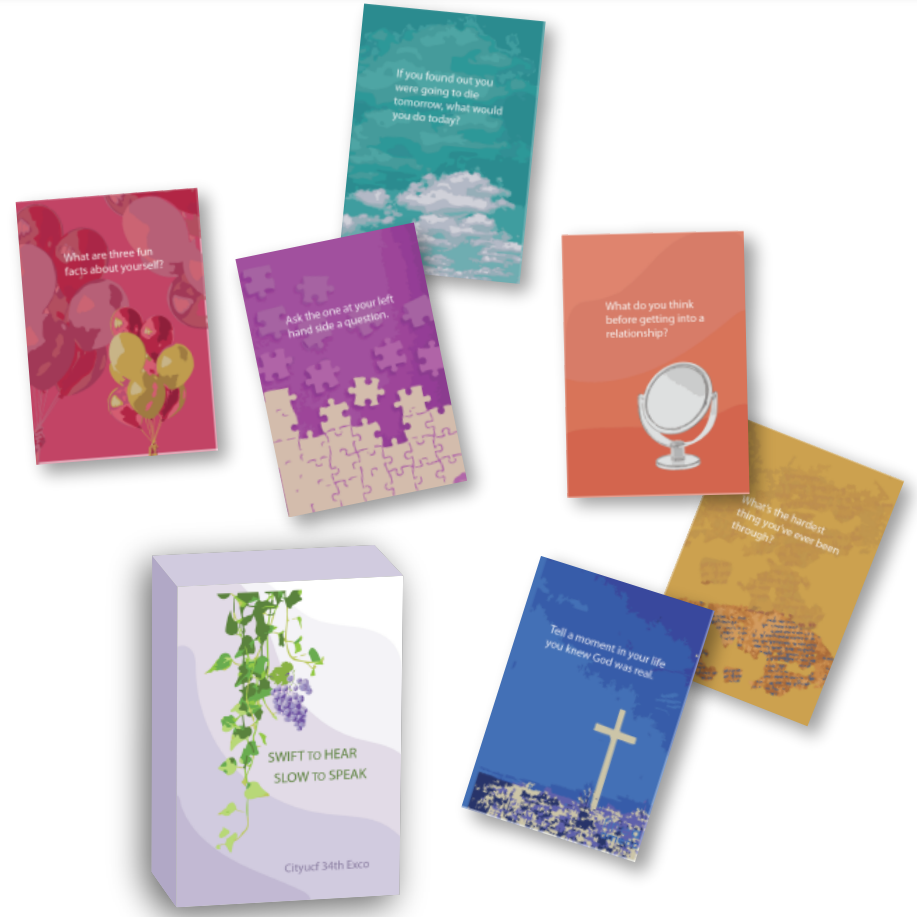 If you found out you
were going to die
tomorrow, what would
you do today?
What are three fun
facts about yourself?
Ask the one at your left
hand side a question.
What do you think
before getting into a
relationship?
What's the hardest
thing you've ever been
through?
Tell a moment in your life
you knew God was real.
SWIFT TO HEAR
SLOW TO SPEAK
Cityucf 34th Exco